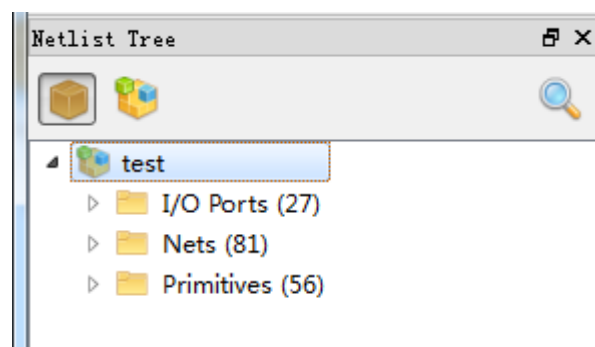 Netlist Tree
test
I/O Ports (27)
Nets (81)
Primitives (56)